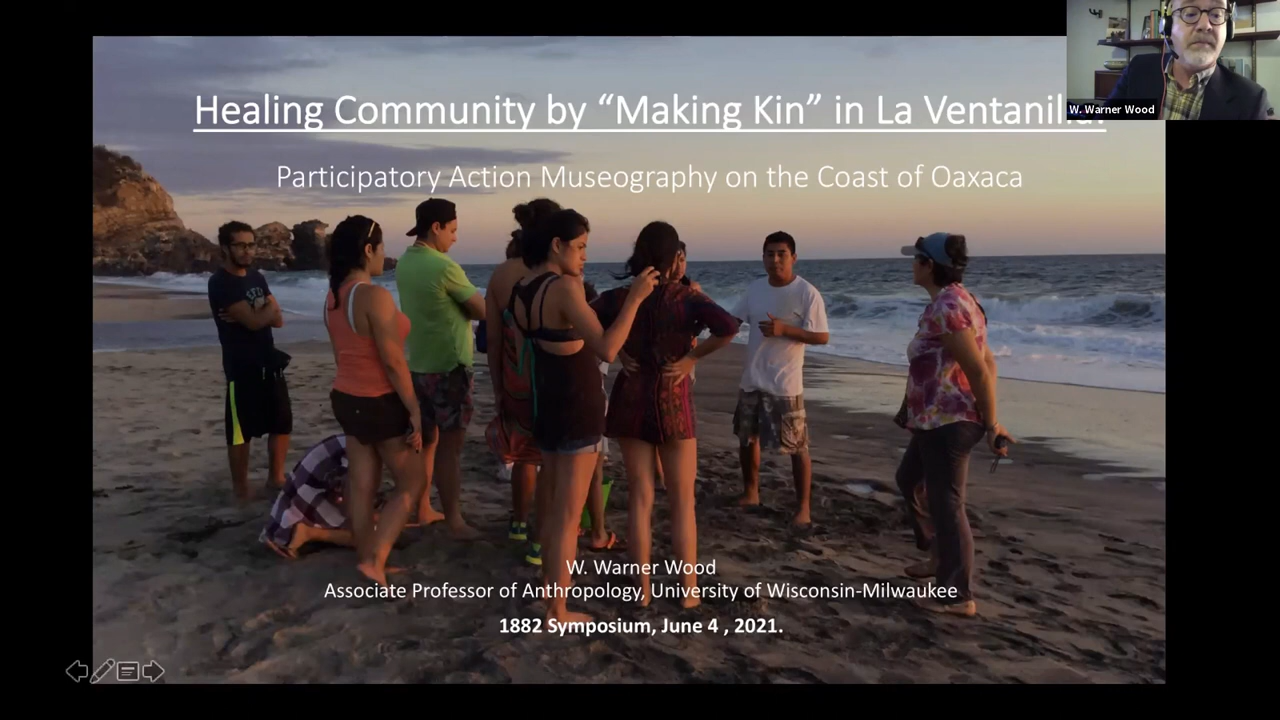 Healing Community by “Making Kin” in La Ventanilla:
Participatory Action Museography on the Coast of Oaxaca
W. Warner Wood
W. Warner Wood
Associate Professor of Anthropology, University of Wisconsin-Milwaukee
1882 Symposium, June 4 , 2021.